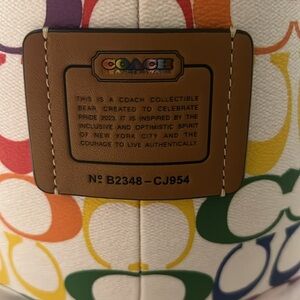 COACH
THIS IS A COACH COLLECTIBLE
BEAR CREATED TO CELEBRATE
PRIDE 2023. IT IS INSPIRED BY THE
INCLUSIVE AND OPTIMISTIC SPIRIT
OF NEW YORK CITY AND THE
COURAGE TO LIVE AUTHENTICALLY
Nº B2348-CJ954